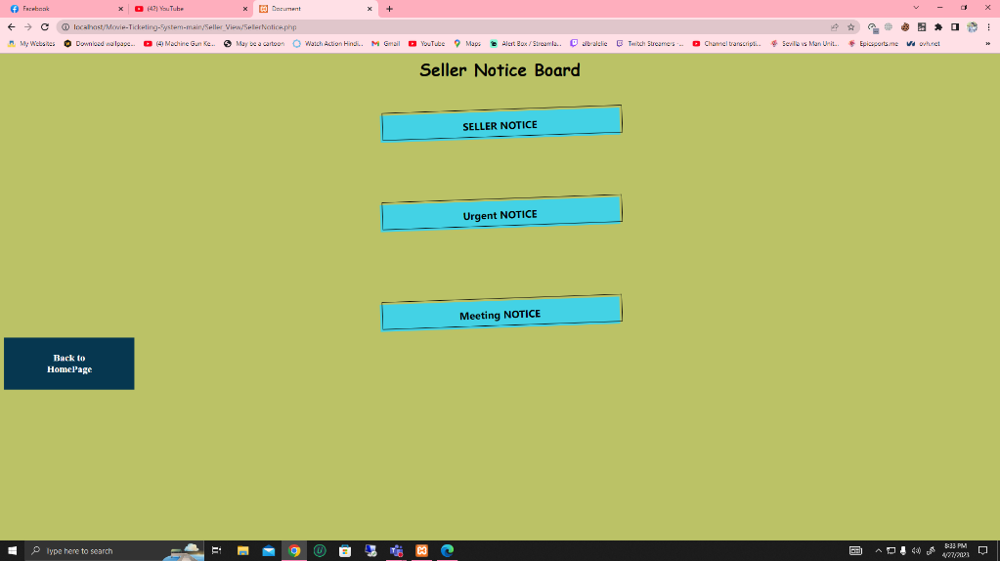 Facebook
(42) YouTube
Document
localhost/Movie-Ticketing-System-main/Seller_View/SellerNotice.php
My Websites
Download wallpape...
(4) Machine Gun Ke...
May be a cartoon
Watch Action Hindi...
Gmail
YouTube
Maps
Alert Box / Streamla...
albralelle
Twitch Streamers -...
Channel transcripti...
Sevilla vs Man Unit...
Epicsports.me
ovh.net
Seller Notice Board
SELLER NOTICE
Urgent NOTICE
Meeting NOTICE
Back to
HomePage
Type here to search
8:33 PM
4/27/2023